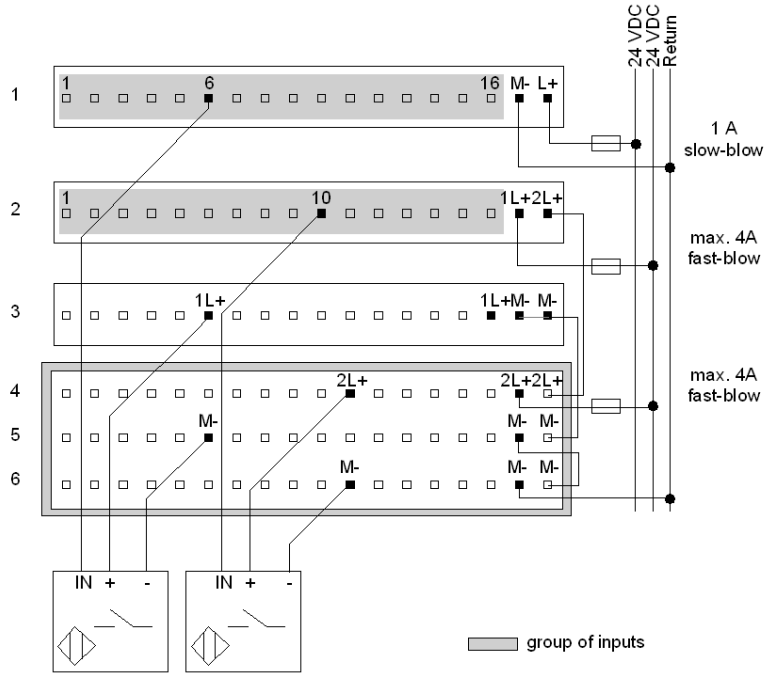 24 VDC
24 VDC
Return
1 6 16 M- L+
1
1 A
slow-blow
1 10 1L+ 2L+
2
max. 4A
fast-blow
1L+ 1L+ M- M-
3
2L+ 2L+ 2L+
4
max. 4A
fast-blow
M- M- M-
5
M- M- M-
6
IN + - IN + -
group of inputs